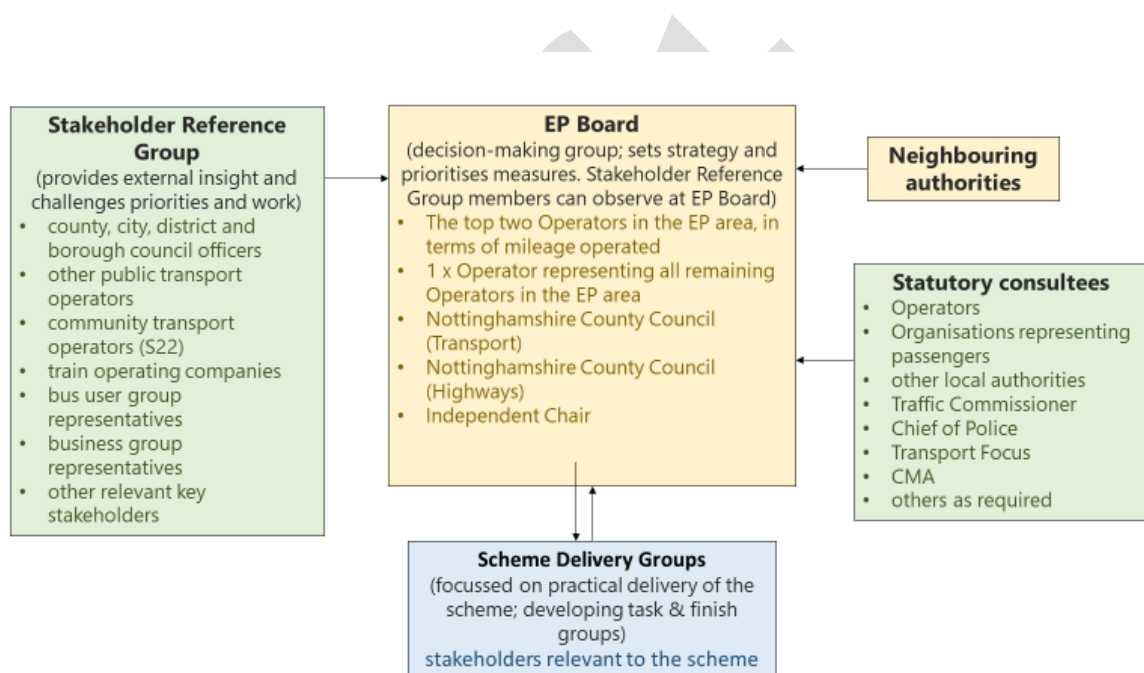 Stakeholder Reference
Group
(provides external insight and
challenges priorities and work)
• county, city, district and
borough council officers
• other public transport
operators
• community transport
operators (S22)
• train operating companies
• bus user group
representatives
• business group
representatives
• other relevant key
stakeholders
EP Board
(decision-making group; sets strategy and
prioritises measures. Stakeholder Reference
Group members can observe at EP Board)
• The top two Operators in the EP area, in
terms of mileage operated
• 1 x Operator representing all remaining
Operators in the EP area
• Nottinghamshire County Council
(Transport)
• Nottinghamshire County Council
(Highways)
• Independent Chair
Neighbouring
authorities
Statutory consultees
• Operators
• Organisations representing
passengers
• other local authorities
• Traffic Commissioner
• Chief of Police
• Transport Focus
• CMA
• others as required
Scheme Delivery Groups
(focussed on practical delivery of the
scheme; developing task & finish
groups)
stakeholders relevant to the scheme